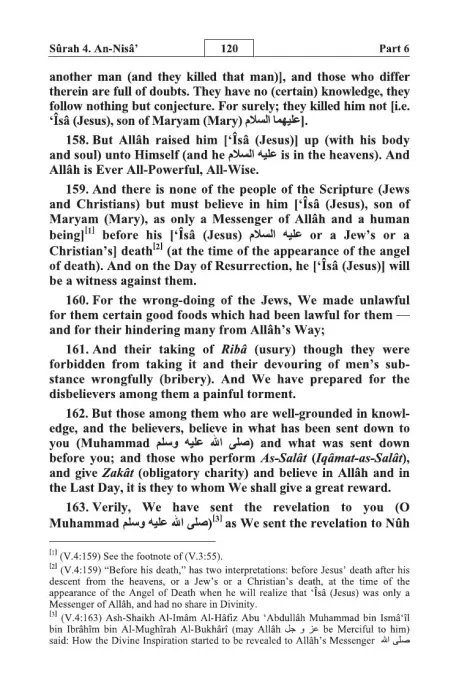 Sûrah 4. An-Nisâ’ 120 Part 6
another man (and they killed that man)], and those who differ
therein are full of doubts. They have no (certain) knowledge, they
follow nothing but conjecture. For surely; they killed him not [i.e.
‘Îsâ (Jesus), son of Maryam (Mary) عليهما السلام].
158. But Allâh raised him [‘Îsâ (Jesus)] up (with his body
and soul) unto Himself (and he عليه السلام is in the heavens). And
Allâh is Ever All-Powerful, All-Wise.
159. And there is none of the people of the Scripture (Jews
and Christians) but must believe in him [‘Îsâ (Jesus), son of
Maryam (Mary), as only a Messenger of Allâh and a human
being][1] before his [‘Îsâ (Jesus) عليه السلام or a Jew’s or a
Christian’s] death[2] (at the time of the appearance of the angel
of death). And on the Day of Resurrection, he [‘Îsâ (Jesus)] will
be a witness against them.
160. For the wrong-doing of the Jews, We made unlawful
for them certain good foods which had been lawful for them —
and for their hindering many from Allâh’s Way;
161. And their taking of Ribâ (usury) though they were
forbidden from taking it and their devouring of men’s sub-
stance wrongfully (bribery). And We have prepared for the
disbelievers among them a painful torment.
162. But those among them who are well-grounded in knowl-
edge, and the believers, believe in what has been sent down to
you (Muhammad صلى الله عليه وسلم) and what was sent down
before you; and those who perform As-Salât (Iqâmat-as-Salât),
and give Zakât (obligatory charity) and believe in Allâh and in
the Last Day, it is they to whom We shall give a great reward.
163. Verily, We have sent the revelation to you (O
Muhammad صلى الله عليه وسلم)[3] as We sent the revelation to Nûh
[1] (V.4:159) See the footnote of (V.3:55).
[2] (V.4:159) “Before his death,” has two interpretations: before Jesus’ death after his
descent from the heavens, or a Jew’s or a Christian’s death, at the time of the
appearance of the Angel of Death when he will realize that ‘Îsâ (Jesus) was only a
Messenger of Allâh, and had no share in Divinity.
[3] (V.4:163) Ash-Shaikh Al-Imâm Al-Hâfiz Abu ‘Abdullâh Muhammad bin Ismâ‘îl
bin Ibrâhîm bin Al-Mughîrah Al-Bukhârî (may Allâh عز و جل be Merciful to him)
said: How the Divine Inspiration started to be revealed to Allâh’s Messenger صلى الله